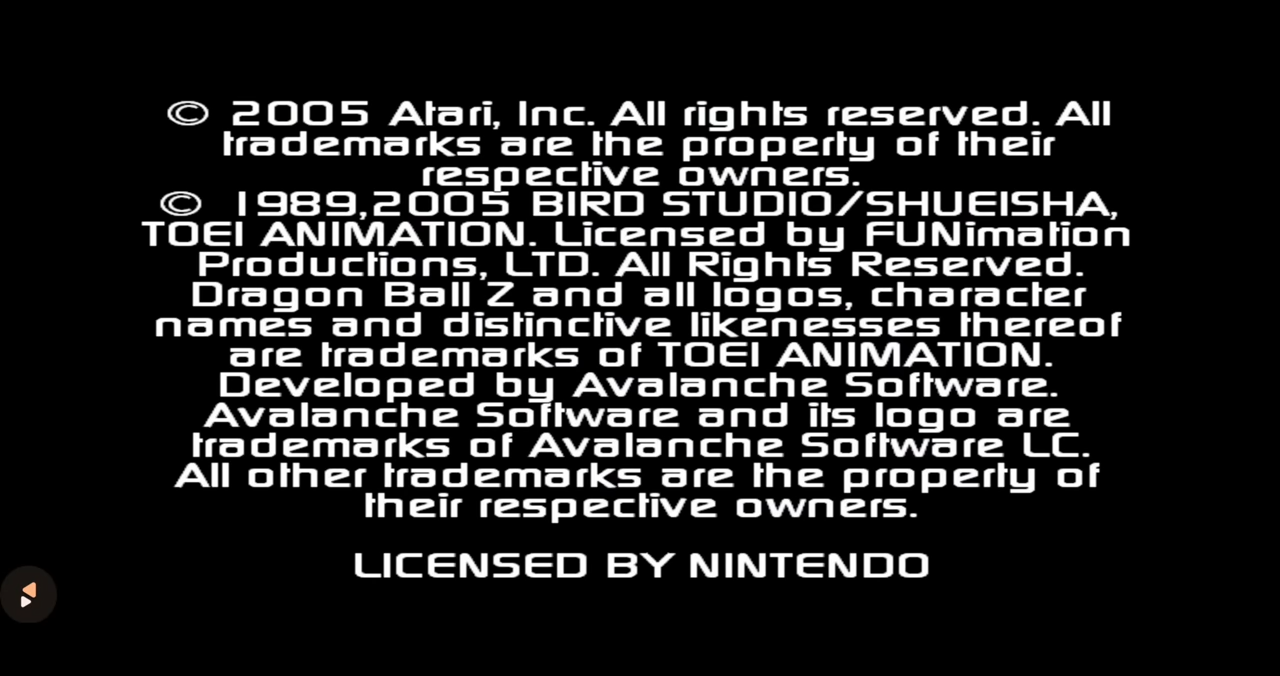 © 2005 Atari, Inc. All rights reserved. All
trademarks are the property of their
respective owners.
© 1989,2005 BIRD STUDIO/SHUEISHA,
TOEI ANIMATION. Licensed by FUNimation
Productions, LTD. All Rights Reserved.
Dragon Ball Z and all logos, character
names and distinctive likenesses thereof
are trademarks of TOEI ANIMATION.
Developed by Avalanche Software.
Avalanche Software and its logo are
trademarks of Avalanche Software LC.
All other trademarks are the property of
their respective owners.
LICENSED BY NINTENDO